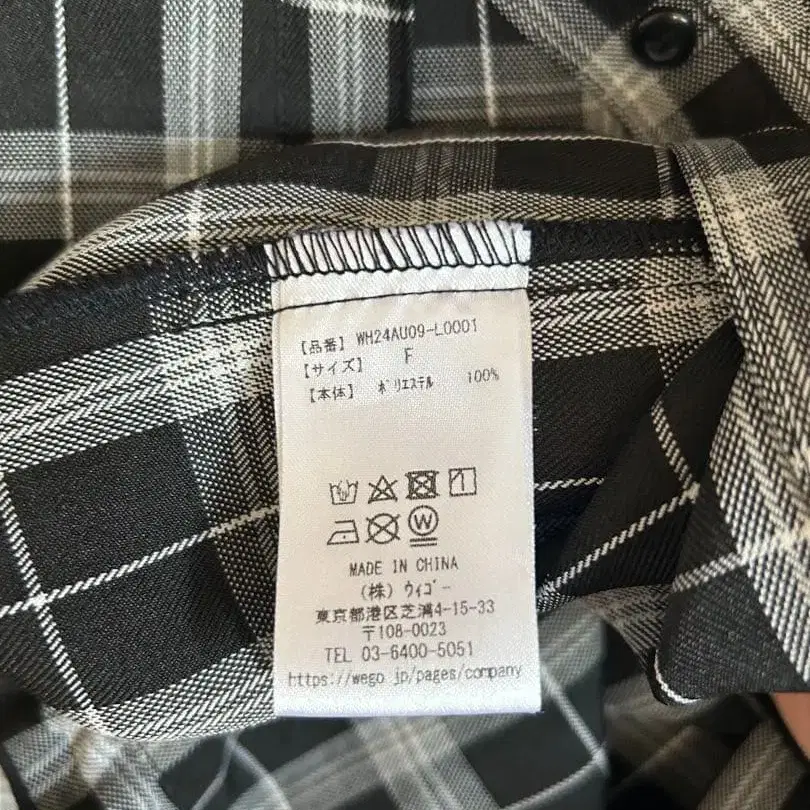 【品番】 WH24AU09-L0001
【サイズ】 F
【本体】 ﾎﾟﾘｴｽﾃﾙ 100%
W
MADE IN CHINA
(株) ｳｨｺﾞｰ
東京都港区芝浦4-15-33
〒108-0023
TEL 03-6400-5051
https://wego.jp/pages/company